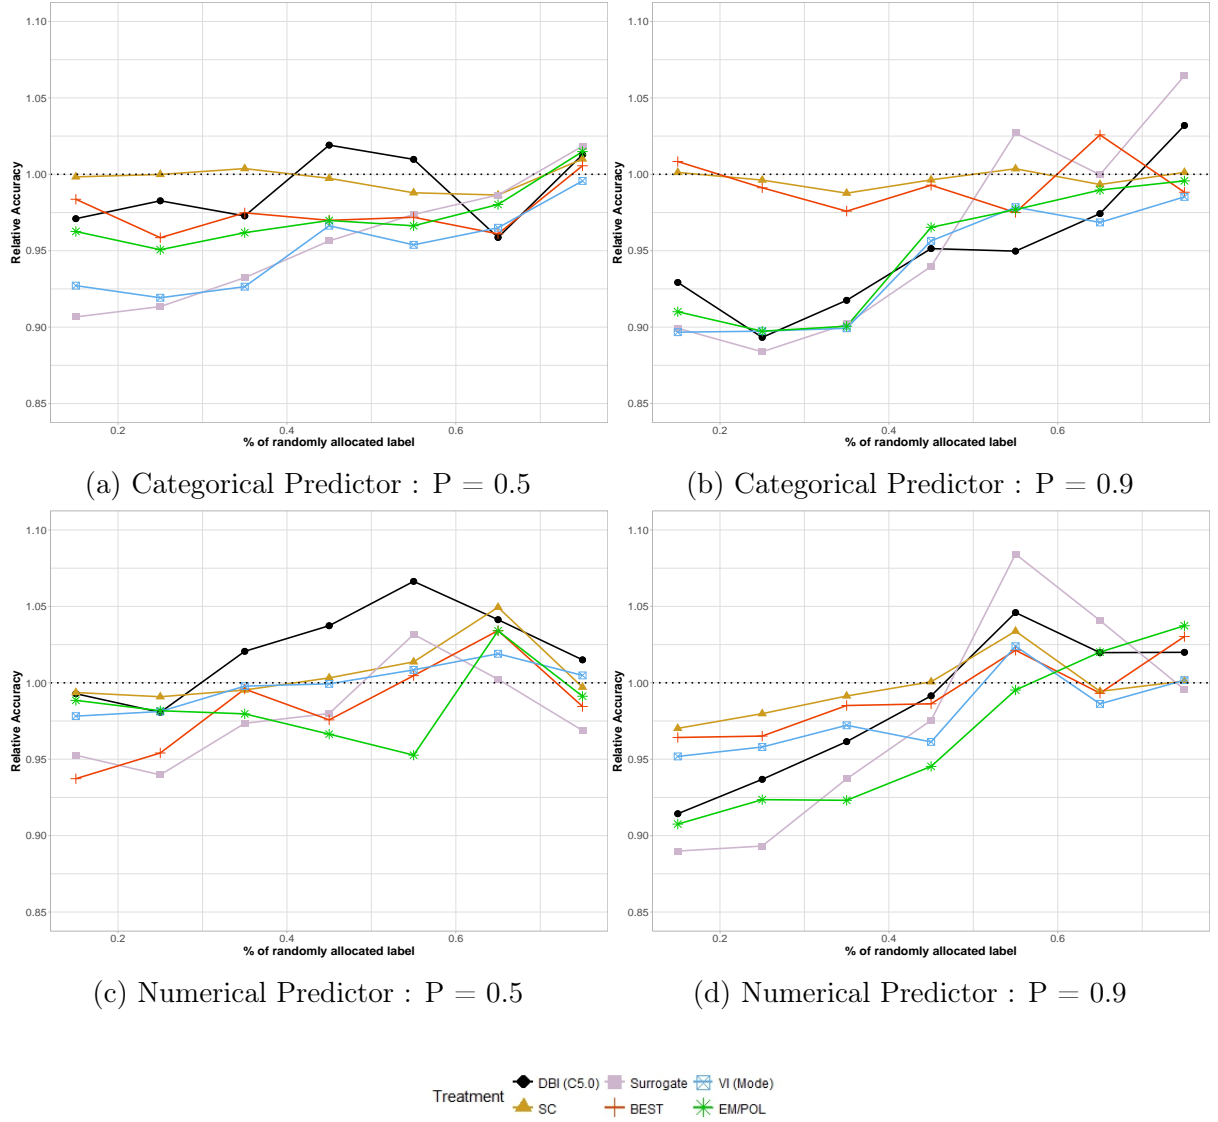 1.10
1.05
1.00
0.95
0.90
0.85
Relative Accuracy
0.2
0.4
0.6
% of randomly allocated label
(a) Categorical Predictor : P = 0.5
1.10
1.05
1.00
0.95
0.90
0.85
Relative Accuracy
0.2
0.4
0.6
% of randomly allocated label
(b) Categorical Predictor : P = 0.9
1.10
1.05
1.00
0.95
0.90
0.85
Relative Accuracy
0.2
0.4
0.6
% of randomly allocated label
(c) Numerical Predictor : P = 0.5
1.10
1.05
1.00
0.95
0.90
0.85
Relative Accuracy
0.2
0.4
0.6
% of randomly allocated label
(d) Numerical Predictor : P = 0.9
Treatment
DBI (C5.0)
Surrogate
VI (Mode)
SC
BEST
EM/POL